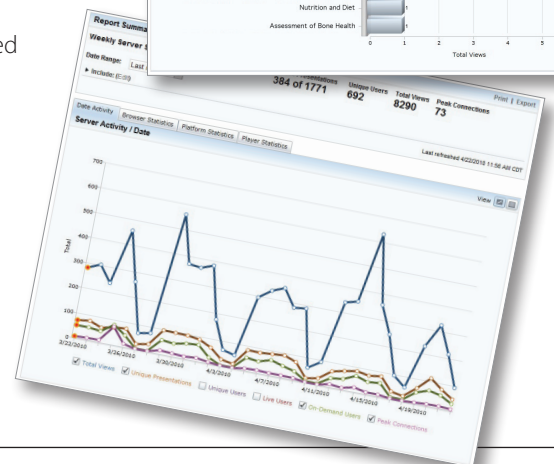 ed
Nutrition and Diet 1
Assessment of Bone Health 1
0 1 2 3 4 5
Total Views
Report Summa
Print | Export
Weekly Server S
Date Range: Last
Include: (Edit)
384 of 1771
Unique Users
692
Total Views
8290
Peak Connections
73
Last refreshed 4/22/2010 11:56 AM CDT
Date Activity Browser Statistics Platform Statistics Player Statistics
Server Activity / Date
View
Total
700
600
500
400
300
200
100
0
3/22/2010 3/26/2010 3/30/2010 4/3/2010 4/7/2010 4/11/2010 4/15/2010 4/19/2010
Total Views Unique Presentations Unique Users Live Users On-Demand Users Peak Connections